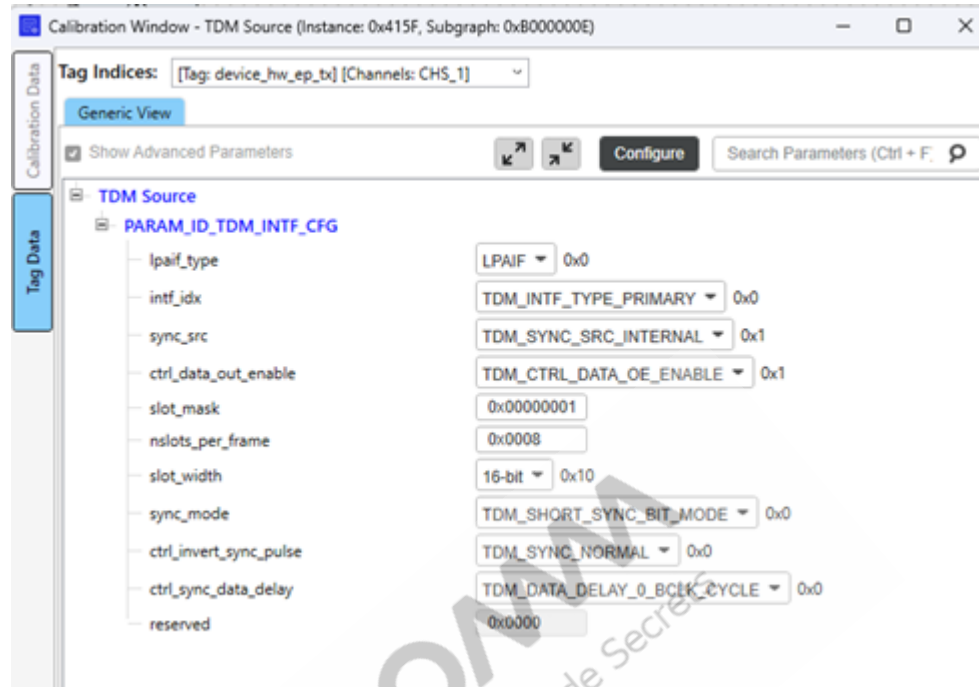 Calibration Window - TDM Source (Instance: 0x415F, Subgraph: 0xB000000E)
Calibration Data
Tag Data
Tag Indices: [Tag: device_hw_ep_tx] [Channels: CHS_1]
Generic View
Show Advanced Parameters Configure Search Parameters (Ctrl + F
TDM Source
PARAM_ID_TDM_INTF_CFG
lpaif_type LPAIF 0x0
intf_idx TDM_INTF_TYPE_PRIMARY 0x0
sync_src TDM_SYNC_SRC_INTERNAL 0x1
ctrl_data_out_enable TDM_CTRL_DATA_OE_ENABLE 0x1
slot_mask 0x00000001
nslots_per_frame 0x0008
slot_width 16-bit 0x10
sync_mode TDM_SHORT_SYNC_BIT_MODE 0x0
ctrl_invert_sync_pulse TDM_SYNC_NORMAL 0x0
ctrl_sync_data_delay TDM_DATA_DELAY_0_BCLK_CYCLE 0x0
reserved 0x0000
Secrets